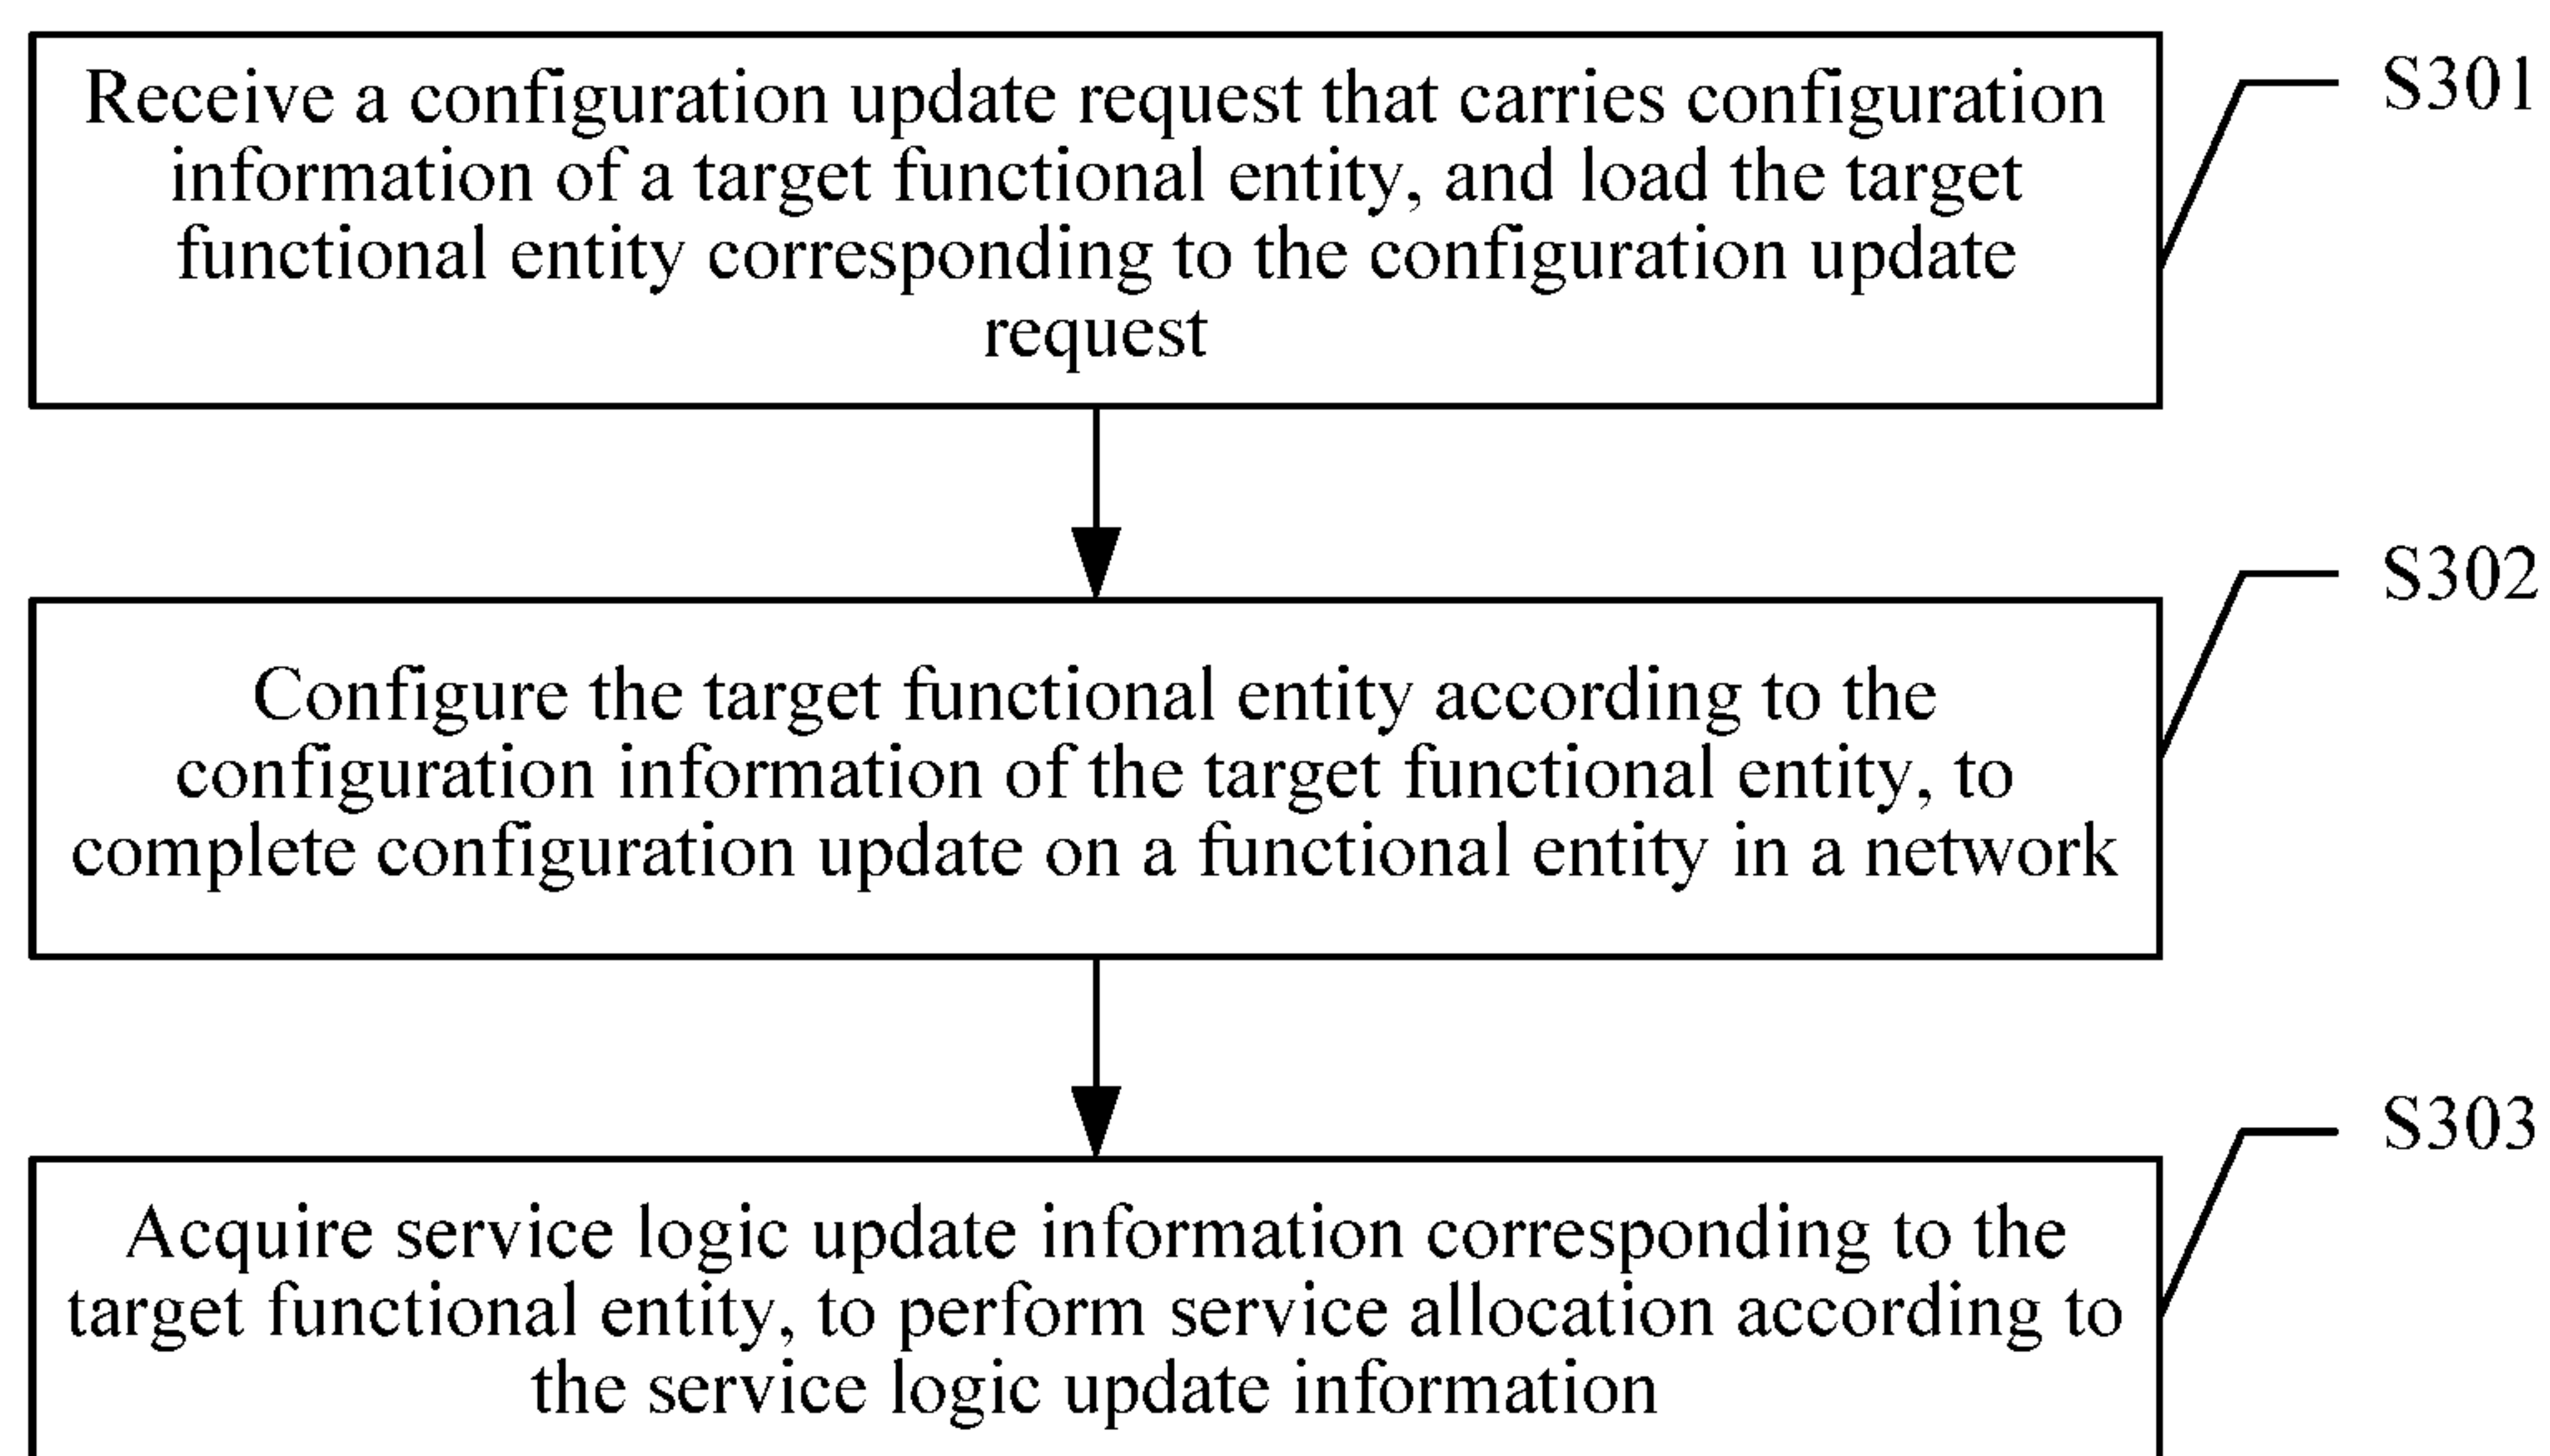 Receive a configuration update request that carries configuration
information of a target functional entity, and load the target
functional entity corresponding to the configuration update
request
S301
Configure the target functional entity according to the
configuration information of the target functional entity, to
complete configuration update on a functional entity in a network
S302
Acquire service logic update information corresponding to the
target functional entity, to perform service allocation according to
the service logic update information
S303